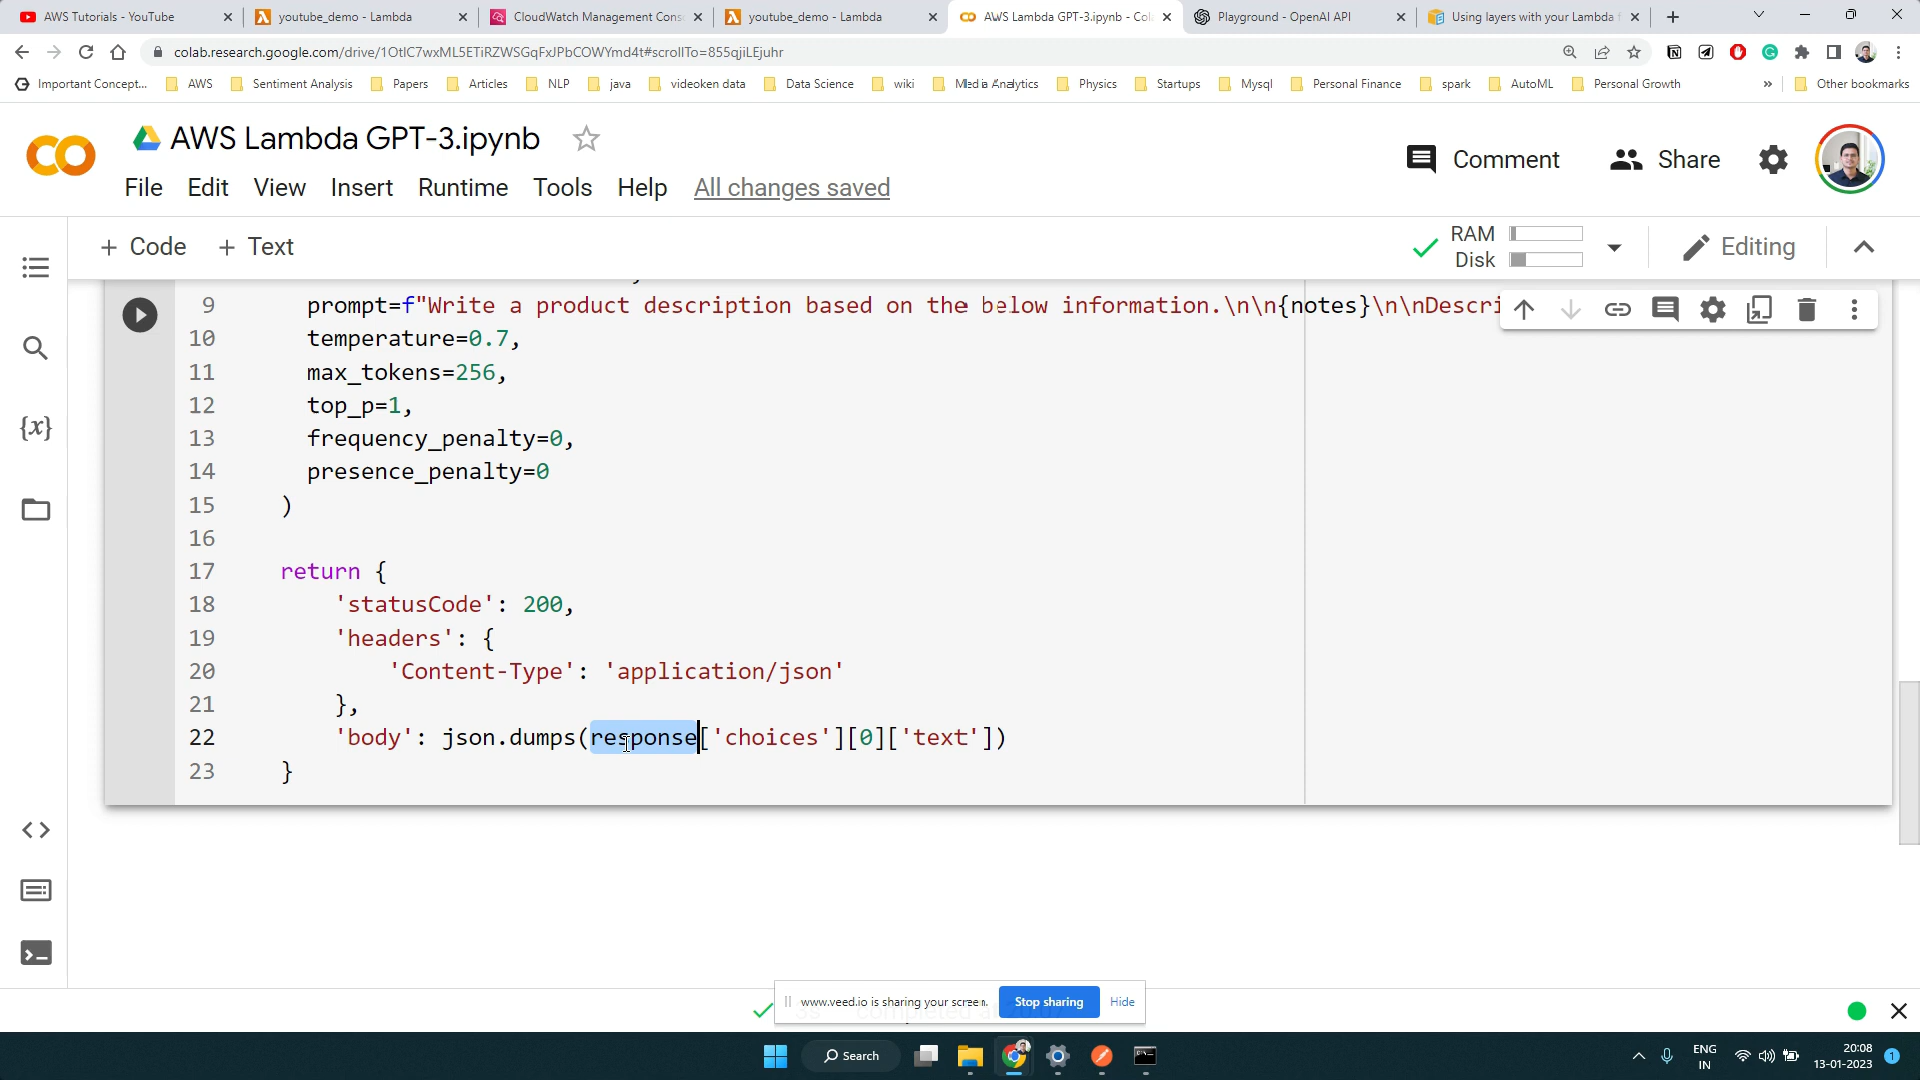 AWS Tutorials - YouTube
youtube_demo - Lambda
CloudWatch Management Cons
youtube_demo - Lambda
AWS Lambda GPT-3.ipynb - Col
Playground - OpenAI API
Using layers with your Lambda f
colab.research.google.com/drive/1OtlC7wxML5ETiRZWSGqFxJPbCOWYmd4t#scrollTo=855qjiLEjuhr
Important Concept...
AWS
Sentiment Analysis
Papers
Articles
NLP
java
videoken data
Data Science
wiki
Physics
Startups
Mysql
Personal Finance
spark
AutoML
Personal Growth
»
Other bookmarks
AWS Lambda GPT-3.ipynb
Comment
Share
File Edit View Insert Runtime Tools Help All changes saved
+ Code + Text
RAM
Disk
Editing
9 prompt=f"Write a product description based on the below information.\n\n{notes}\n\nDescri
10 temperature=0.7,
11 max_tokens=256,
12 top_p=1,
13 frequency_penalty=0,
14 presence_penalty=0
15 )
16
17 return {
18 'statusCode': 200,
19 'headers': {
20 'Content-Type': 'application/json'
21 },
22 'body': json.dumps(response['choices'][0]['text'])
23 }
{x}
www.veed.io is sharing your screen.
Stop sharing
Hide
Search
ENG
IN
20:08
13-01-2023
1